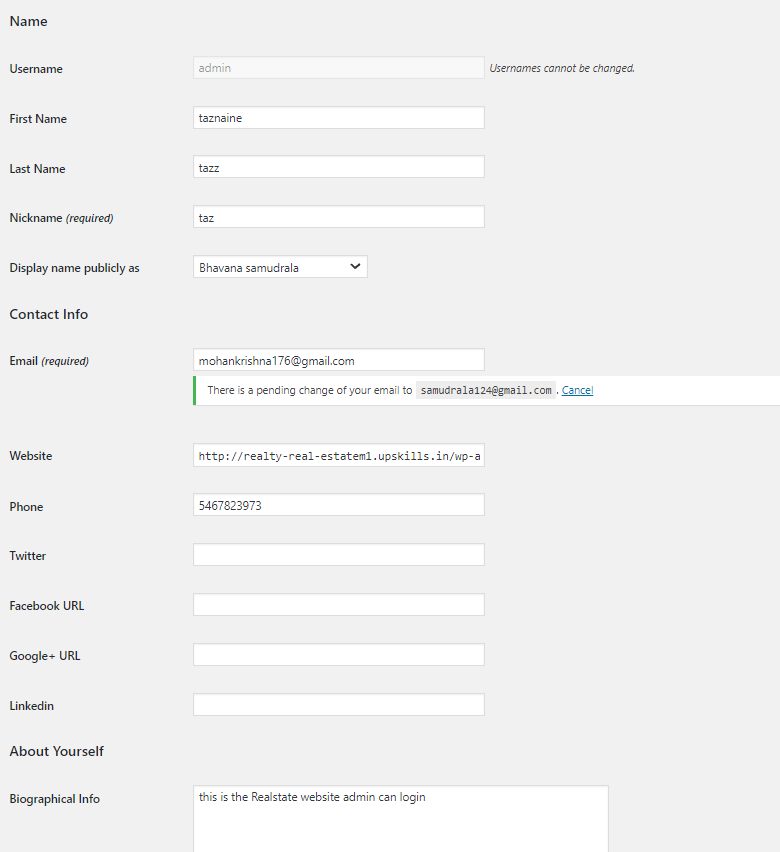 Name
Username admin Usernames cannot be changed.
First Name taznaine
Last Name tazz
Nickname (required) taz
Display name publicly as Bhavana samudrala
Contact Info
Email (required) mohankrishna176@gmail.com
There is a pending change of your email to samudrala124@gmail.com . Cancel
Website http://realty-real-estatem1.upskills.in/wp-a
Phone 5467823973
Twitter
Facebook URL
Google+ URL
Linkedin
About Yourself
Biographical Info this is the Realstate website admin can login